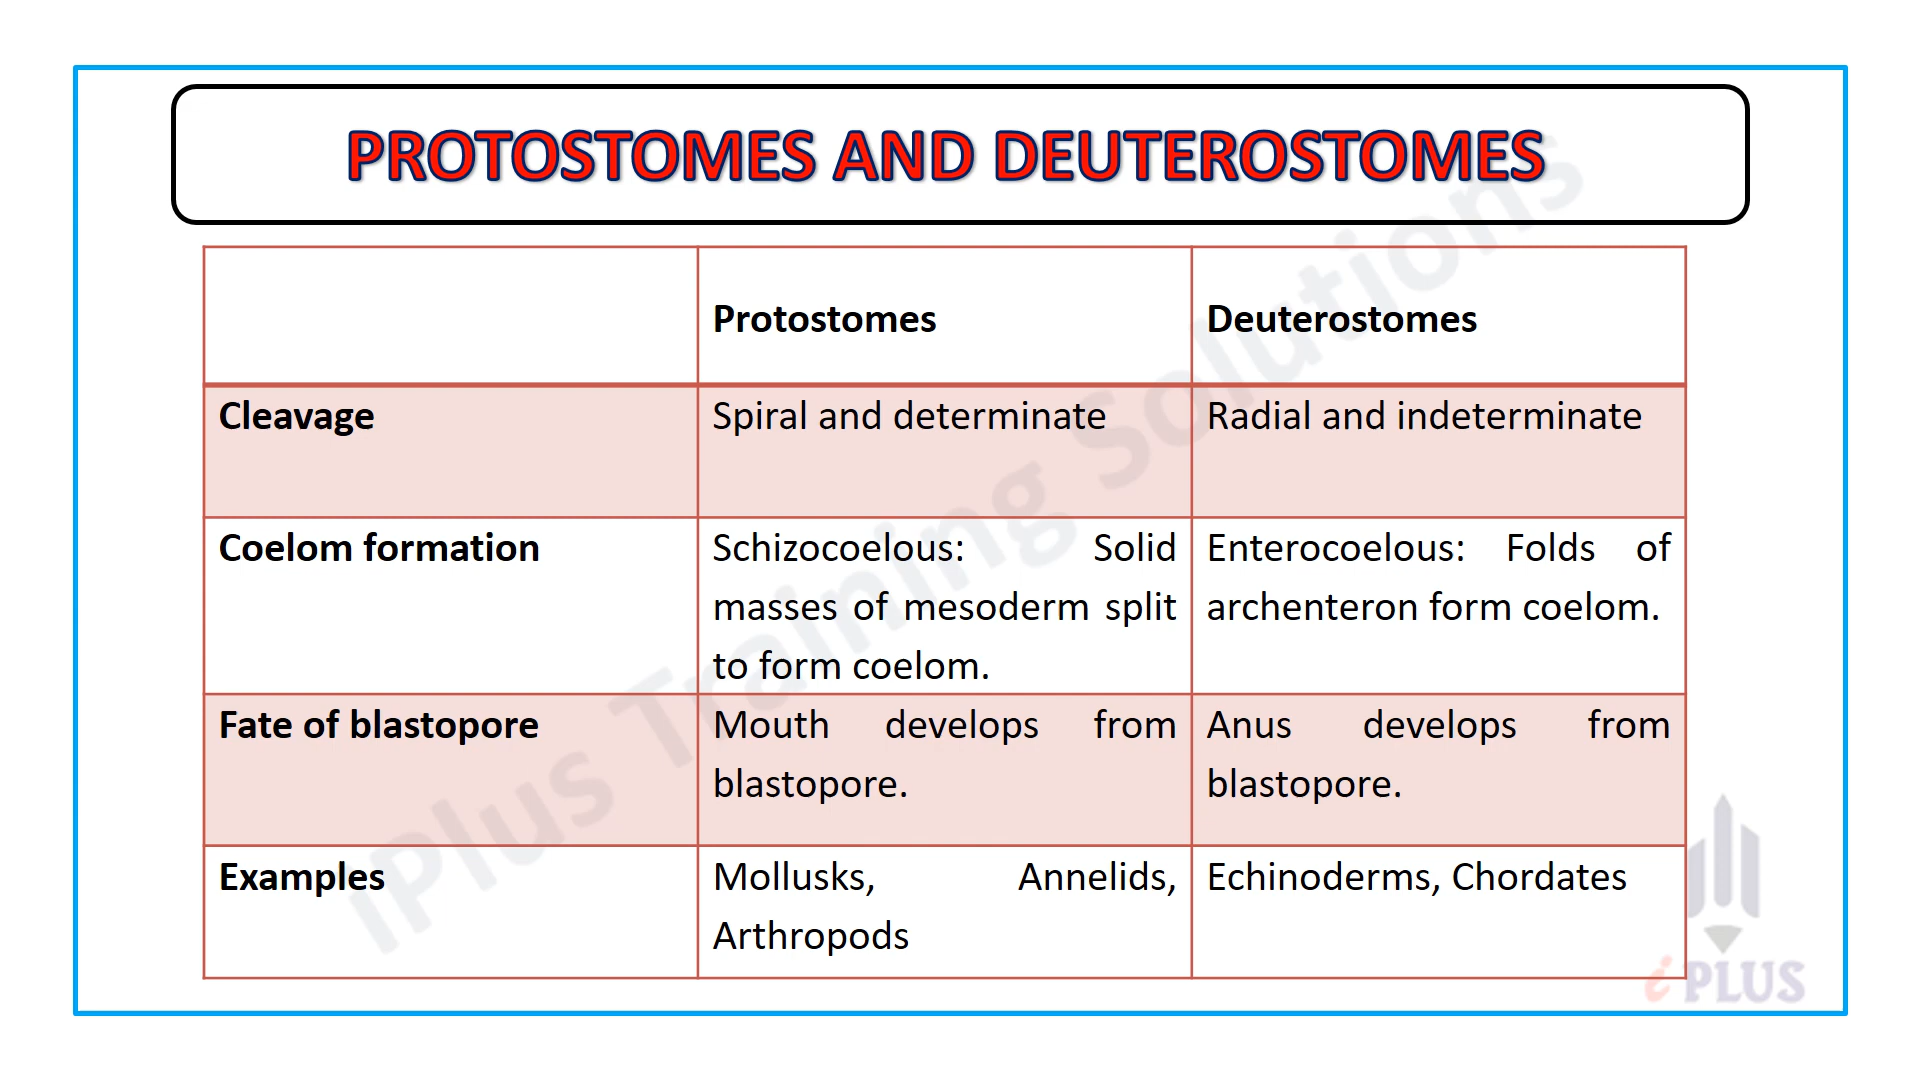 PROTOSTOMES AND DEUTEROSTOMES
Protostomes
Deuterostomes
Cleavage
Spiral and determinate
Radial and indeterminate
Coelom formation
Schizocoelous: Solid
masses of mesoderm split
to form coelom.
Enterocoelous: Folds of
archenteron form coelom.
Fate of blastopore
Mouth develops from
blastopore.
Anus develops from
blastopore.
Examples
Mollusks, Annelids,
Arthropods
Echinoderms, Chordates
iPlus Training Solutions
i PLUS